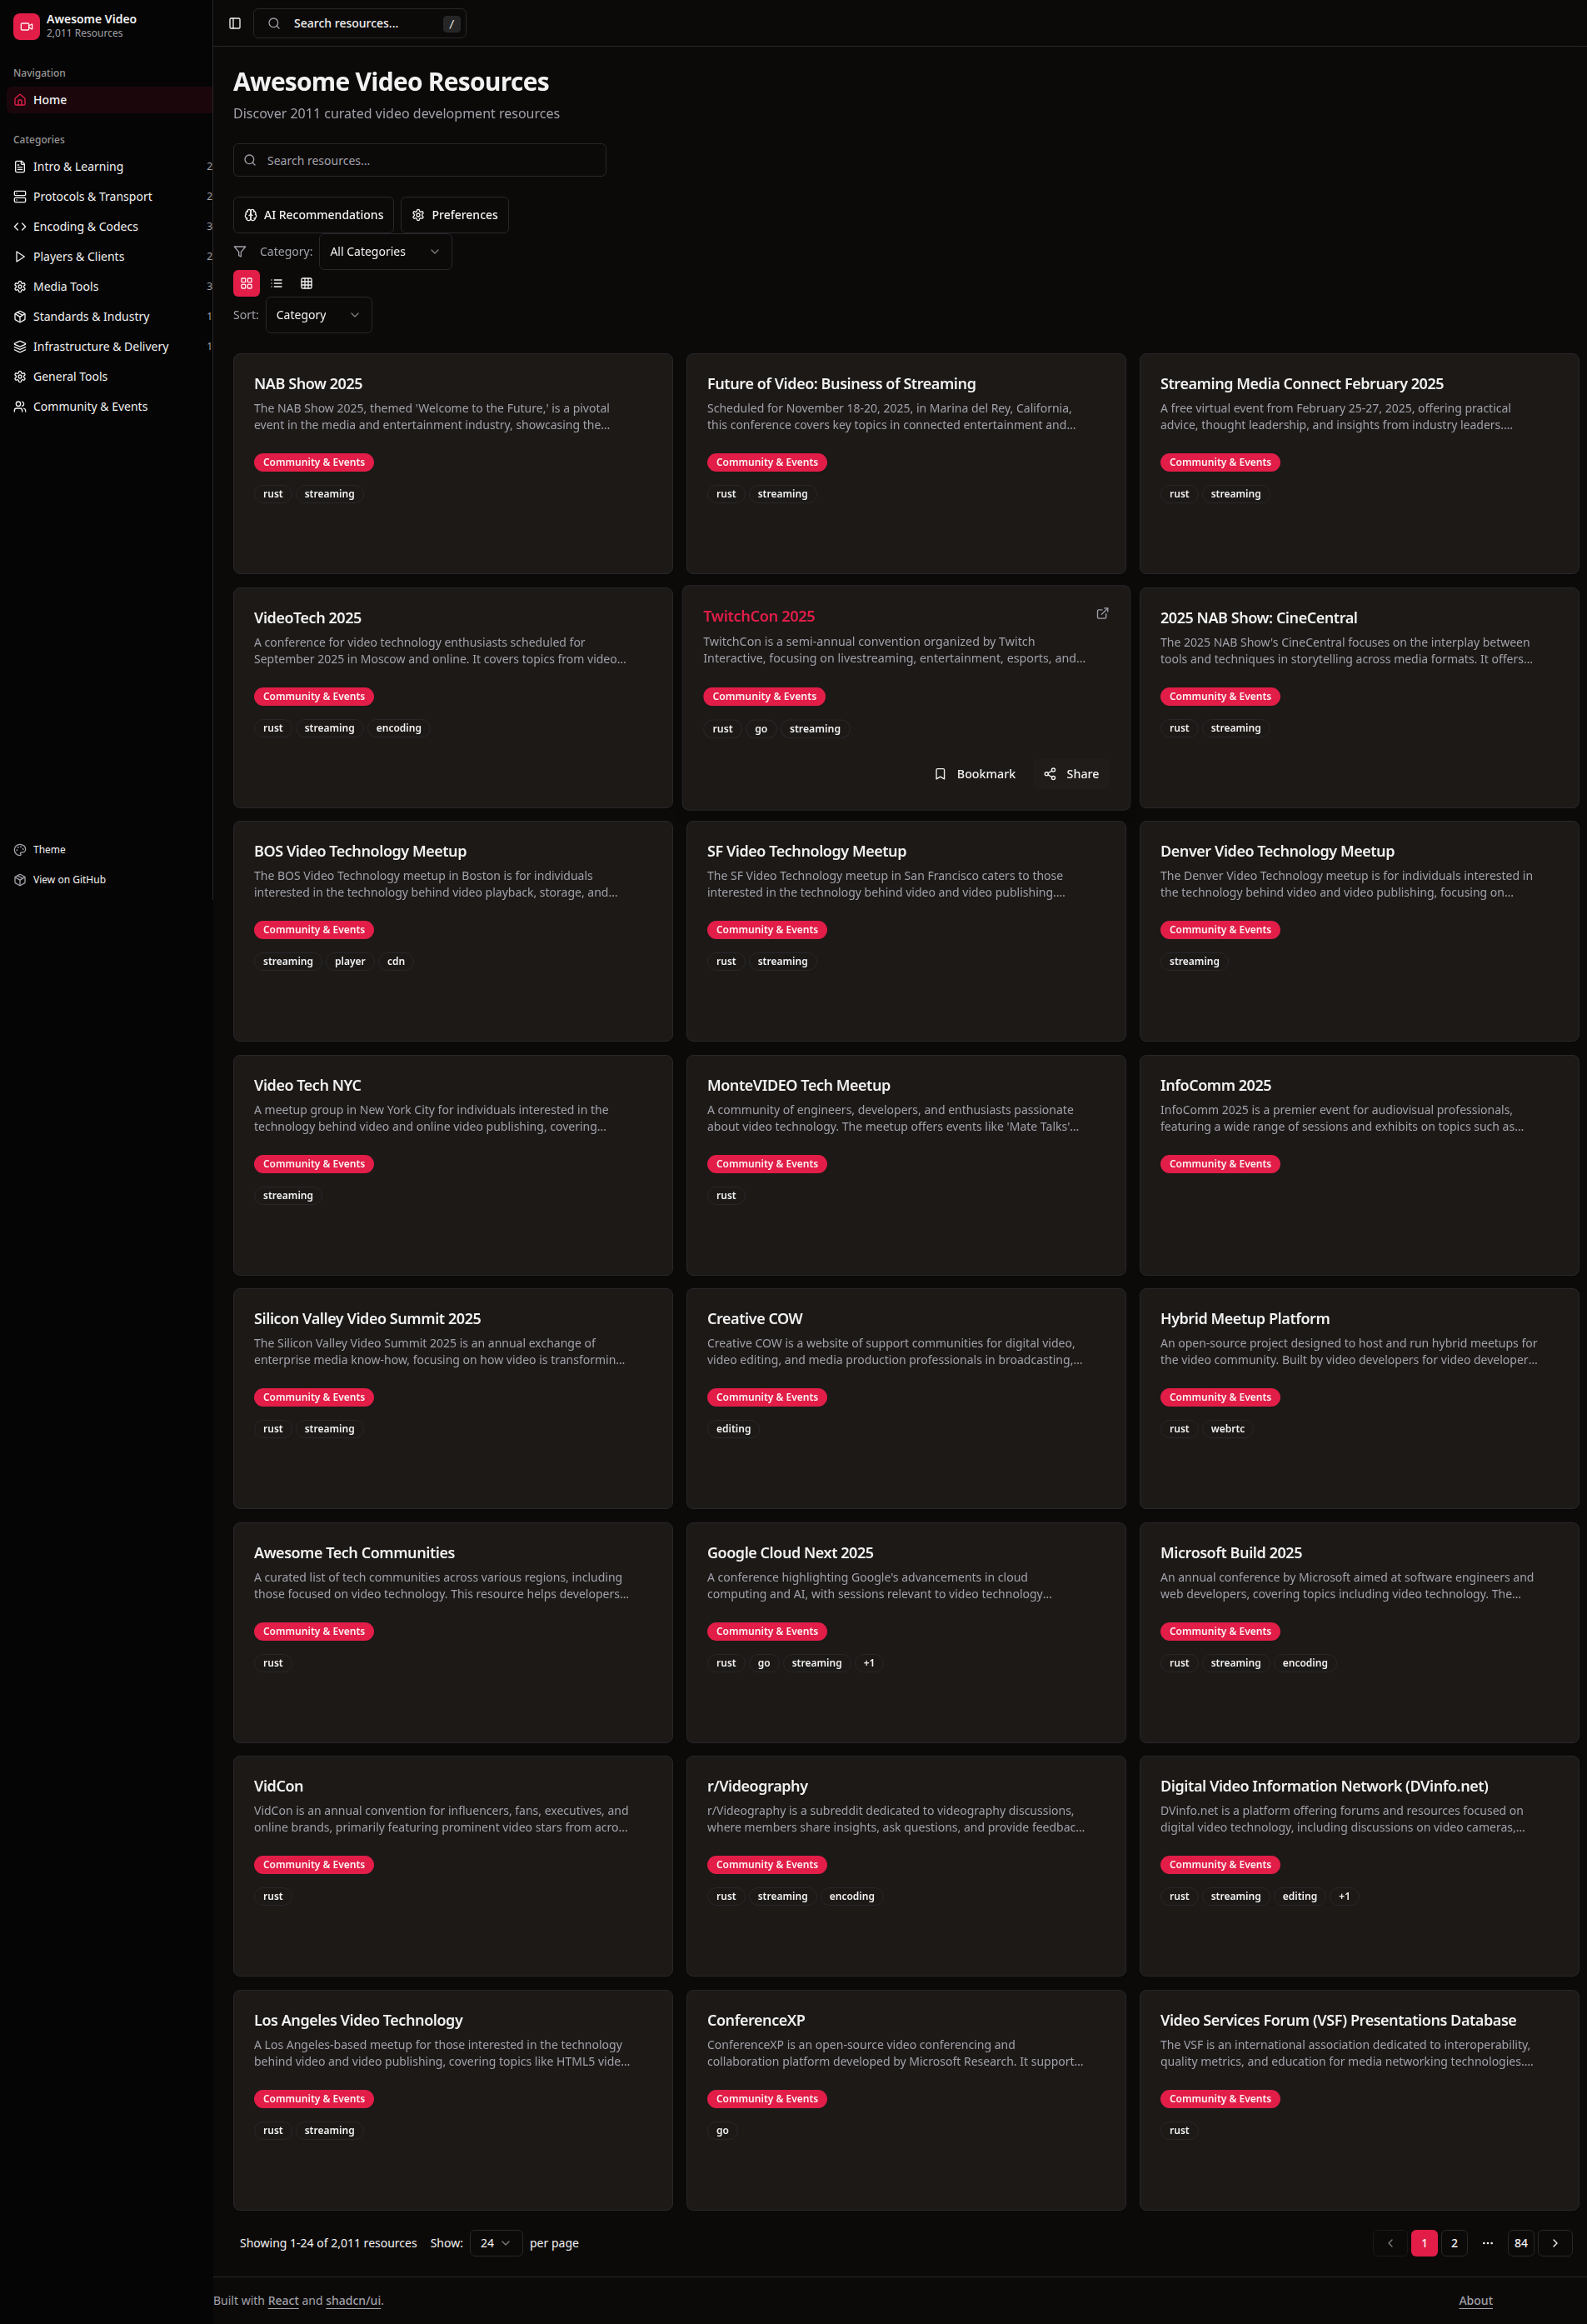 Awesome Video
2,011 Resources
Navigation
Home
Categories
Intro & Learning 2
Protocols & Transport 2
Encoding & Codecs 3
Players & Clients 2
Media Tools 3
Standards & Industry 1
Infrastructure & Delivery 1
General Tools
Community & Events
Theme
View on GitHub
Search resources... /
Awesome Video Resources
Discover 2011 curated video development resources
Search resources...
AI Recommendations Preferences
Category: All Categories
Sort: Category
NAB Show 2025
The NAB Show 2025, themed 'Welcome to the Future,' is a pivotal
event in the media and entertainment industry, showcasing the...
Community & Events
rust streaming
Future of Video: Business of Streaming
Scheduled for November 18-20, 2025, in Marina del Rey, California,
this conference covers key topics in connected entertainment and...
Community & Events
rust streaming
Streaming Media Connect February 2025
A free virtual event from February 25-27, 2025, offering practical
advice, thought leadership, and insights from industry leaders....
Community & Events
rust streaming
VideoTech 2025
A conference for video technology enthusiasts scheduled for
September 2025 in Moscow and online. It covers topics from video...
Community & Events
rust streaming encoding
TwitchCon 2025
TwitchCon is a semi-annual convention organized by Twitch
Interactive, focusing on livestreaming, entertainment, esports, and...
Community & Events
rust go streaming
Bookmark Share
2025 NAB Show: CineCentral
The 2025 NAB Show's CineCentral focuses on the interplay between
tools and techniques in storytelling across media formats. It offers...
Community & Events
rust streaming
BOS Video Technology Meetup
The BOS Video Technology meetup in Boston is for individuals
interested in the technology behind video playback, storage, and...
Community & Events
streaming player cdn
SF Video Technology Meetup
The SF Video Technology meetup in San Francisco caters to those
interested in the technology behind video and video publishing....
Community & Events
rust streaming
Denver Video Technology Meetup
The Denver Video Technology meetup is for individuals interested in
the technology behind video and video publishing, focusing on...
Community & Events
streaming
Video Tech NYC
A meetup group in New York City for individuals interested in the
technology behind video and online video publishing, covering...
Community & Events
streaming
MonteVIDEO Tech Meetup
A community of engineers, developers, and enthusiasts passionate
about video technology. The meetup offers events like 'Mate Talks'...
Community & Events
rust
InfoComm 2025
InfoComm 2025 is a premier event for audiovisual professionals,
featuring a wide range of sessions and exhibits on topics such as...
Community & Events
Silicon Valley Video Summit 2025
The Silicon Valley Video Summit 2025 is an annual exchange of
enterprise media know-how, focusing on how video is transformin...
Community & Events
rust streaming
Creative COW
Creative COW is a website of support communities for digital video,
video editing, and media production professionals in broadcasting,...
Community & Events
editing
Hybrid Meetup Platform
An open-source project designed to host and run hybrid meetups for
the video community. Built by video developers for video developer...
Community & Events
rust webrtc
Awesome Tech Communities
A curated list of tech communities across various regions, including
those focused on video technology. This resource helps developers...
Community & Events
rust
Google Cloud Next 2025
A conference highlighting Google's advancements in cloud
computing and AI, with sessions relevant to video technology...
Community & Events
rust go streaming +1
Microsoft Build 2025
An annual conference by Microsoft aimed at software engineers and
web developers, covering topics including video technology. The...
Community & Events
rust streaming encoding
VidCon
VidCon is an annual convention for influencers, fans, executives, and
online brands, primarily featuring prominent video stars from acro...
Community & Events
rust
r/Videography
r/Videography is a subreddit dedicated to videography discussions,
where members share insights, ask questions, and provide feedbac...
Community & Events
rust streaming encoding
Digital Video Information Network (DVinfo.net)
DVinfo.net is a platform offering forums and resources focused on
digital video technology, including discussions on video cameras,...
Community & Events
rust streaming editing +1
Los Angeles Video Technology
A Los Angeles-based meetup for those interested in the technology
behind video and video publishing, covering topics like HTML5 vide...
Community & Events
rust streaming
ConferenceXP
ConferenceXP is an open-source video conferencing and
collaboration platform developed by Microsoft Research. It support...
Community & Events
go
Video Services Forum (VSF) Presentations Database
The VSF is an international association dedicated to interoperability,
quality metrics, and education for media networking technologies....
Community & Events
rust
Showing 1-24 of 2,011 resources Show: 24 per page
1 2 ... 84
Built with React and shadcn/ui. About